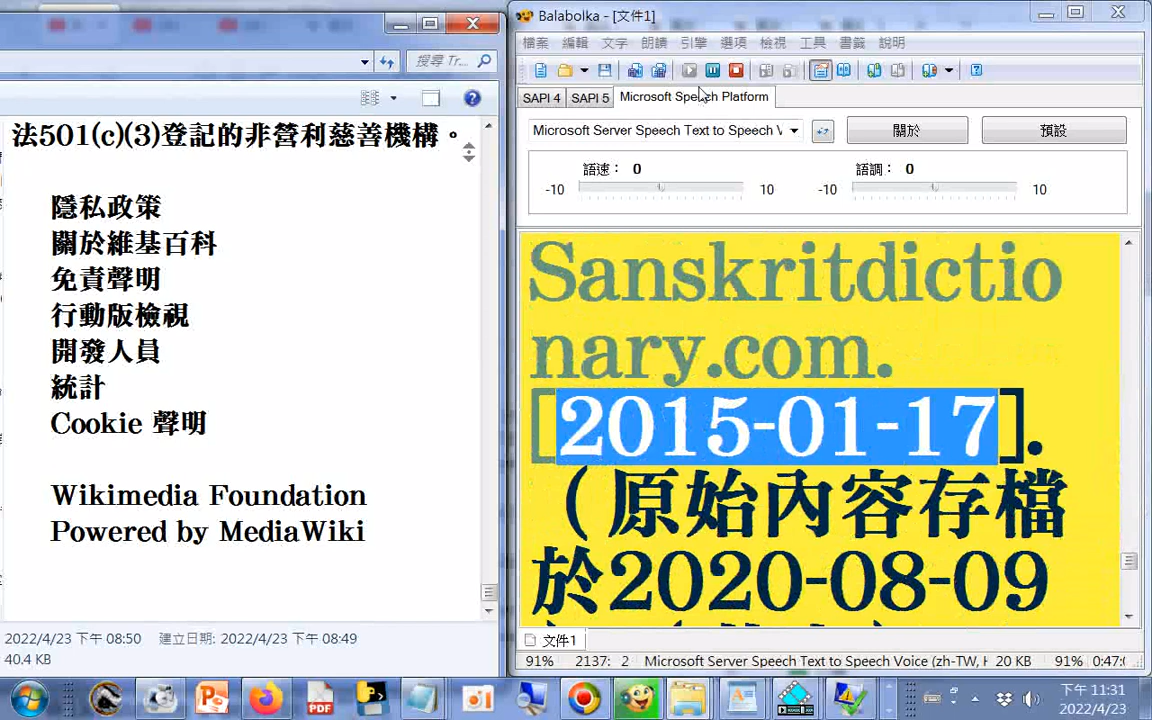 Balabolka - [文件1]
檔案 編輯 文字 朗讀 引擎 選項 檢視 工具 書籤 說明
SAPI 4 SAPI 5 Microsoft Speech Platform
Microsoft Server Speech Text to Speech V
關於
預設
語速： 0
語調： 0
-10 10 -10 10
Sanskritdictio
nary.com.
[2015-01-17].
（原始內容存檔
於2020-08-09
文件1
91% 2137: 2 Microsoft Server Speech Text to Speech Voice (zh-TW, 20 KB 91% 0:47:
搜尋 Tr...
法501(c)(3)登記的非營利慈善機構。
隱私政策
關於維基百科
免責聲明
行動版檢視
開發人員
統計
Cookie 聲明
Wikimedia Foundation
Powered by MediaWiki
2022/4/23 下午 08:50 建立日期: 2022/4/23 下午 08:49
40.4 KB
PDF
下午 11:31
2022/4/23